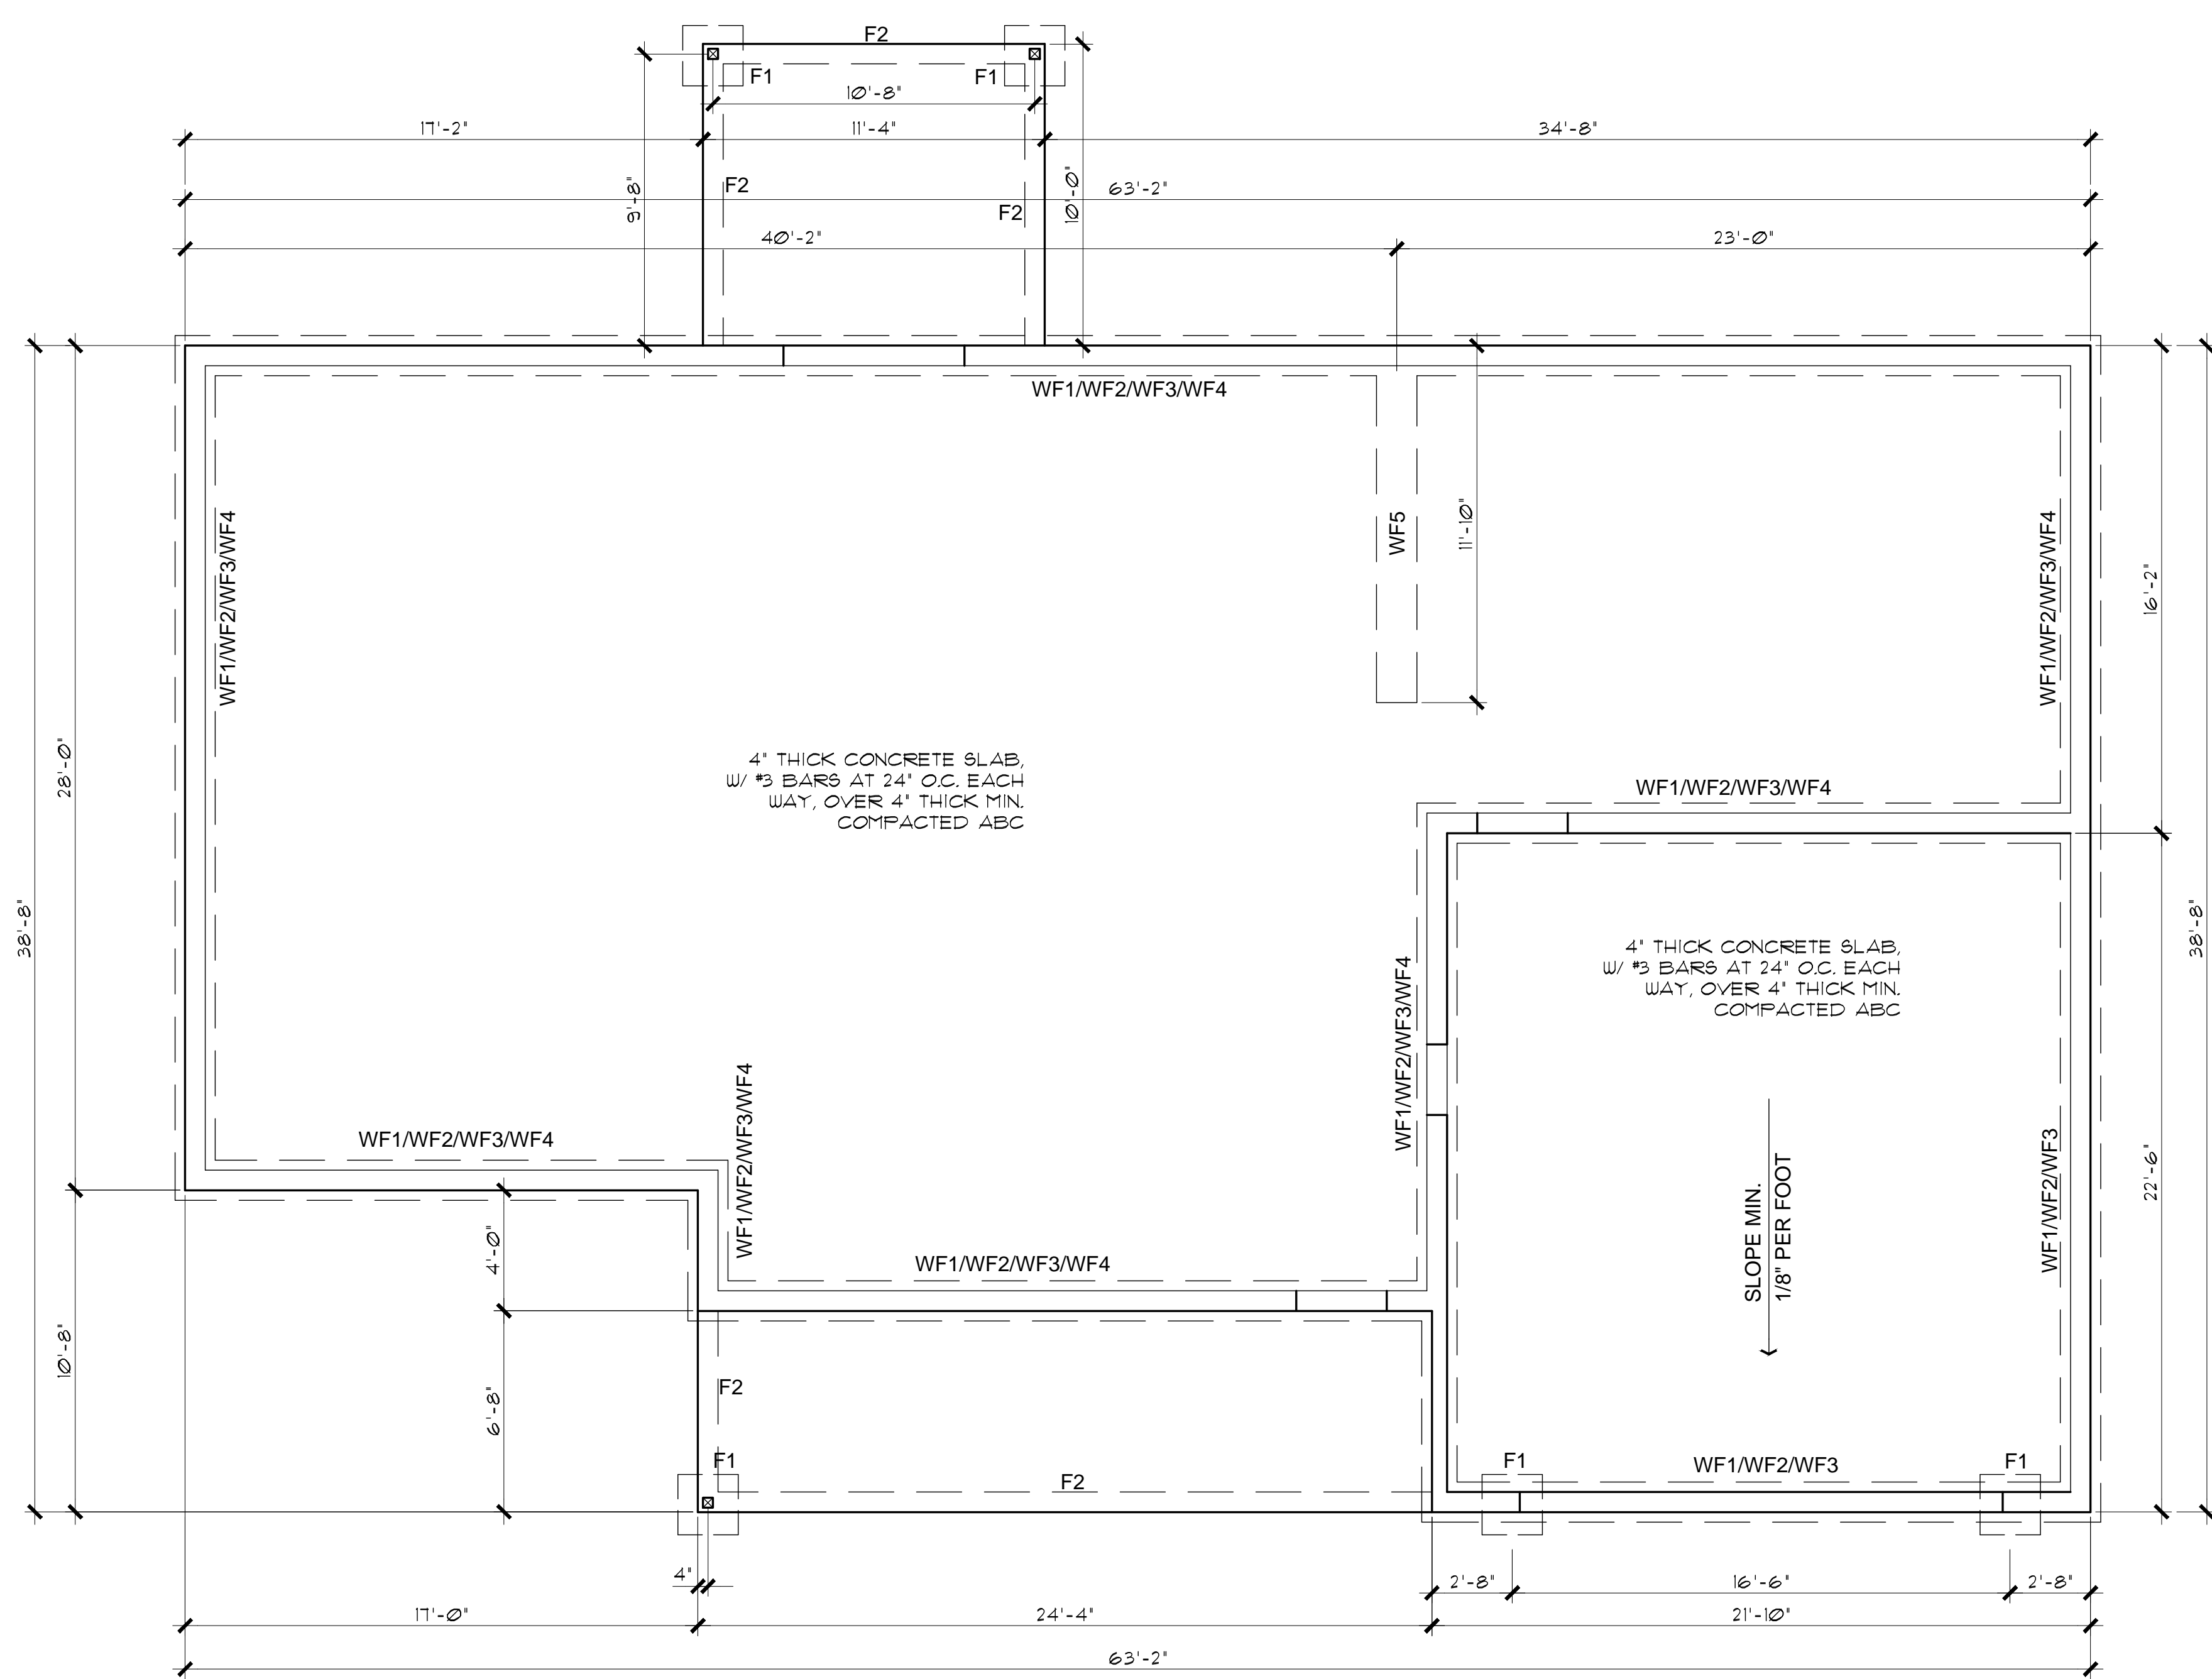 F2
F1
F1
10'-8"
17'-2"
11'-4"
34'-8"
9'-8"
F2
63'-2"
10'-0"
F2
40'-2"
23'-0"
WF1/WF2/WF3/WF4
WF1/WF2/WF3/WF4
WF5
11'-10"
WF1/WF2/WF3/WF4
16'-2"
28'-0"
4" THICK CONCRETE SLAB,
W/ #3 BARS AT 24" O.C. EACH
WAY, OVER 4" THICK MIN.
COMPACTED ABC
WF1/WF2/WF3/WF4
38'-8"
38'-8"
4" THICK CONCRETE SLAB,
W/ #3 BARS AT 24" O.C. EACH
WAY, OVER 4" THICK MIN.
COMPACTED ABC
WF1/WF2/WF3/WF4
WF1/WF2/WF3/WF4
WF1/WF2/WF3/WF4
WF1/WF2/WF3
22'-6"
SLOPE MIN.
1/8" PER FOOT
4'-0"
WF1/WF2/WF3/WF4
10'-8"
6'-8"
F2
F1
F2
F1
WF1/WF2/WF3
F1
4"
2'-8"
16'-6"
2'-8"
17'-0"
24'-4"
21'-10"
63'-2"